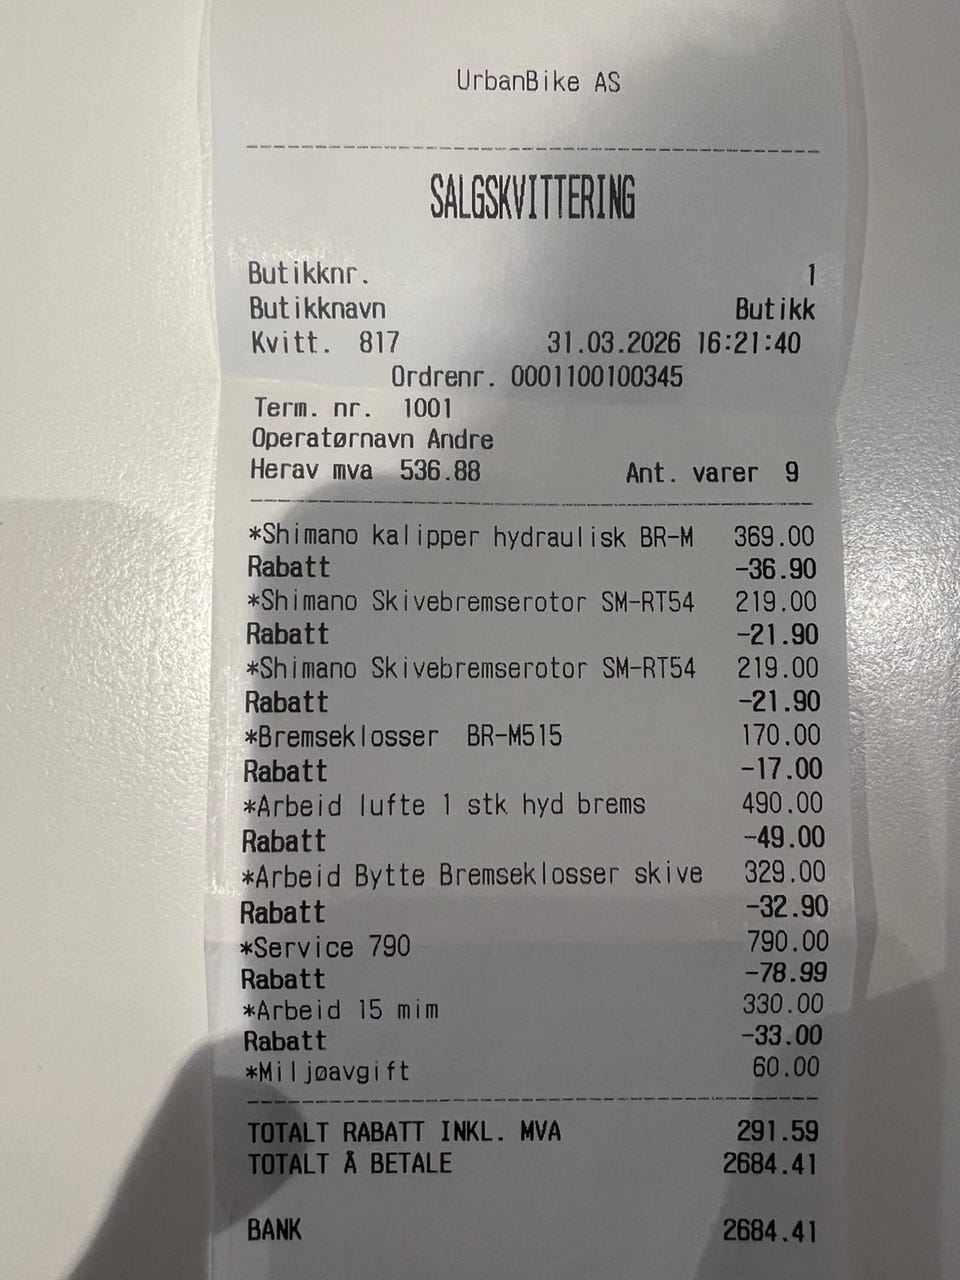 UrbanBike AS
SALGSKVITTERING
Butikknr. 1
Butikknavn Butikk
Kvitt. 817 31.03.2026 16:21:40
Ordrenr. 0001100100345
Term. nr. 1001
Operatørnavn Andre
Herav mva 536.88 Ant. varer 9
*Shimano kalipper hydraulisk BR-M 369.00
Rabatt -36.90
*Shimano Skivebremserotor SM-RT54 219.00
Rabatt -21.90
*Shimano Skivebremserotor SM-RT54 219.00
Rabatt -21.90
*Bremseklosser BR-M515 170.00
Rabatt -17.00
*Arbeid lufte 1 stk hyd brems 490.00
Rabatt -49.00
*Arbeid Bytte Bremseklosser skive 329.00
Rabatt -32.90
*Service 790 790.00
Rabatt -78.99
*Arbeid 15 mim 330.00
Rabatt -33.00
*Miljøavgift 60.00
TOTALT RABATT INKL. MVA 291.59
TOTALT Å BETALE 2684.41
BANK 2684.41